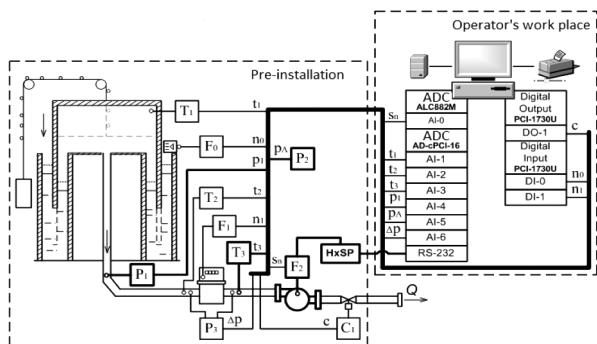 Operator's work place
Pre-installation
T1
t1
F0
n0
p1
pA
P2
T2
t2
F1
n1
T3
t3
P1
sn
F2
HxSP
P3
Δp
c
C1
Q
ADC
ALC882M
AI-0
ADC
AD-cPCI-16
AI-1
AI-2
AI-3
AI-4
AI-5
AI-6
RS-232
sn
t1
t2
t3
p1
pA
Δp
Digital
Output
PCI-1730U
DO-1
Digital
Input
PCI-1730U
DI-0
DI-1
c
n0
n1